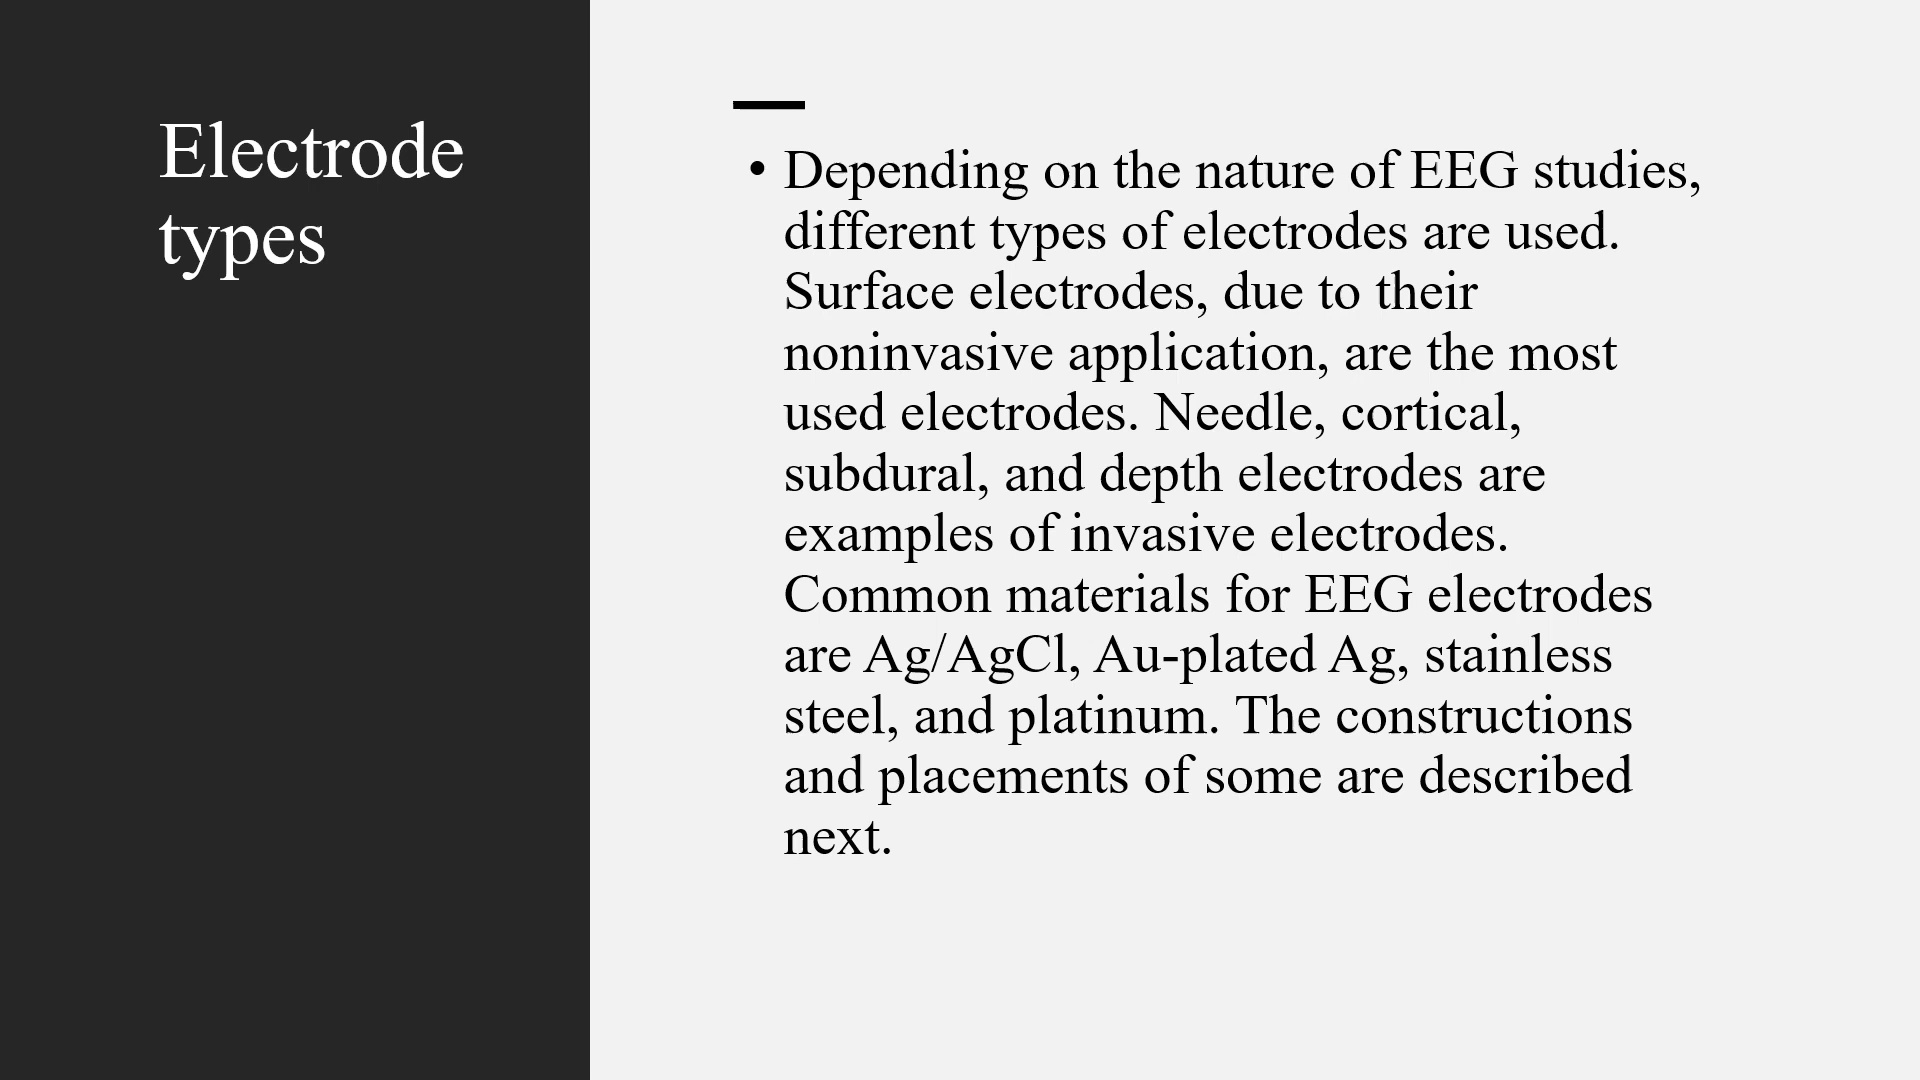 Electrode
types
• Depending on the nature of EEG studies,
different types of electrodes are used.
Surface electrodes, due to their
noninvasive application, are the most
used electrodes. Needle, cortical,
subdural, and depth electrodes are
examples of invasive electrodes.
Common materials for EEG electrodes
are Ag/AgCl, Au-plated Ag, stainless
steel, and platinum. The constructions
and placements of some are described
next.